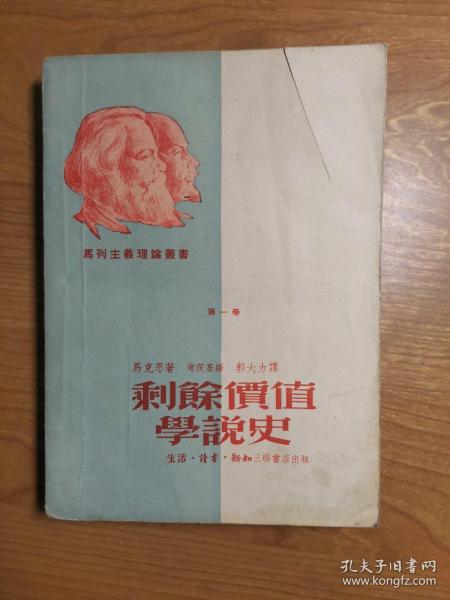 馬列主義理論叢書
第一卷
馬克思著 考茨基編 郭大力譯
剩餘價值
學説史
生活·讀書·新知三聯書店出版
孔夫子旧书网
www.kongfz.com